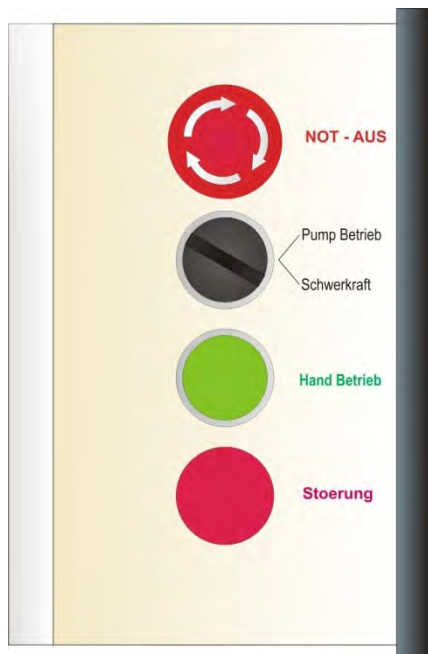 NOT - AUS
Pump Betrieb
Schwerkraft
Hand Betrieb
Stoerung